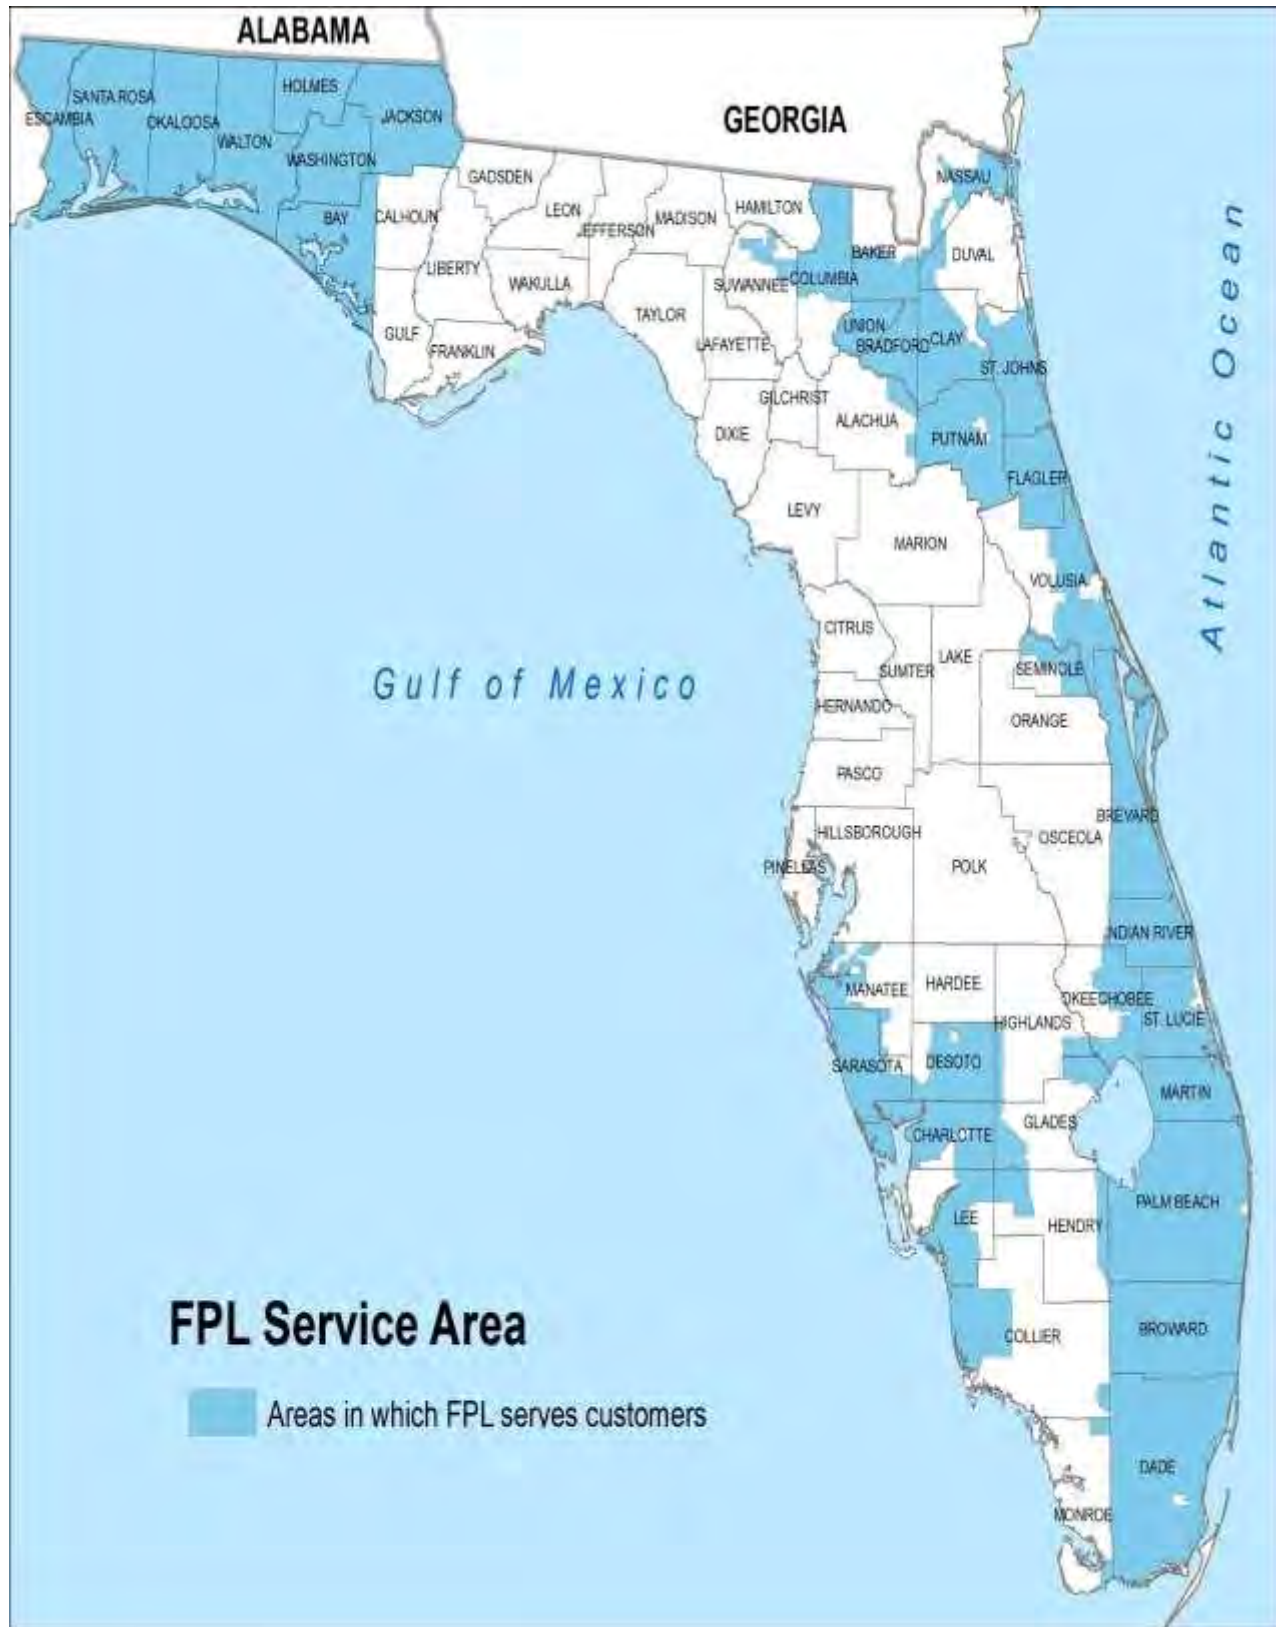 ALABAMA
GEORGIA
HOLMES
SANTA ROSA
JACKSON
ESCAMBIA
OKALOOSA
WALTON
WASHINGTON
GADSDEN
NASSAU
BAY
CALHOUN
LEON
JEFFERSON
MADISON
HAMILTON
BAKER
DUVAL
LIBERTY
WAKULLA
SUWANNEE
COLUMBIA
TAYLOR
GULF
FRANKLIN
LAFAYETTE
UNION
BRADFORD
CLAY
ST. JOHNS
GILCHRIST
ALACHUA
DIXIE
PUTNAM
FLAGLER
LEVY
MARION
VOLUSIA
Atlantic Ocean
CITRUS
SUMTER
LAKE
SEMINOLE
Gulf of Mexico
HERNANDO
ORANGE
PASCO
BREVARD
HILLSBOROUGH
OSCEOLA
PINELLAS
POLK
INDIAN RIVER
MANATEE
HARDEE
OKEECHOBEE
HIGHLANDS
ST. LUCIE
SARASOTA
DESOTO
MARTIN
CHARLOTTE
GLADES
PALM BEACH
LEE
HENDRY
FPL Service Area
COLLIER
BROWARD
Areas in which FPL serves customers
DADE
MONROE